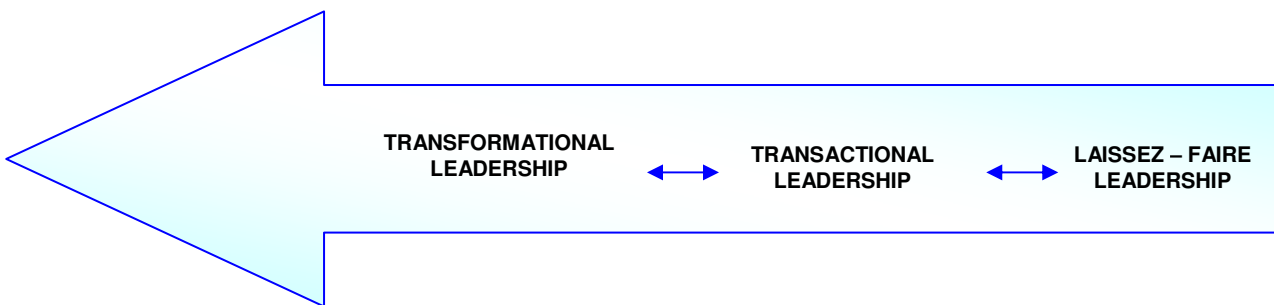 TRANSFORMATIONAL
LEADERSHIP
TRANSACTIONAL
LEADERSHIP
LAISSEZ – FAIRE
LEADERSHIP